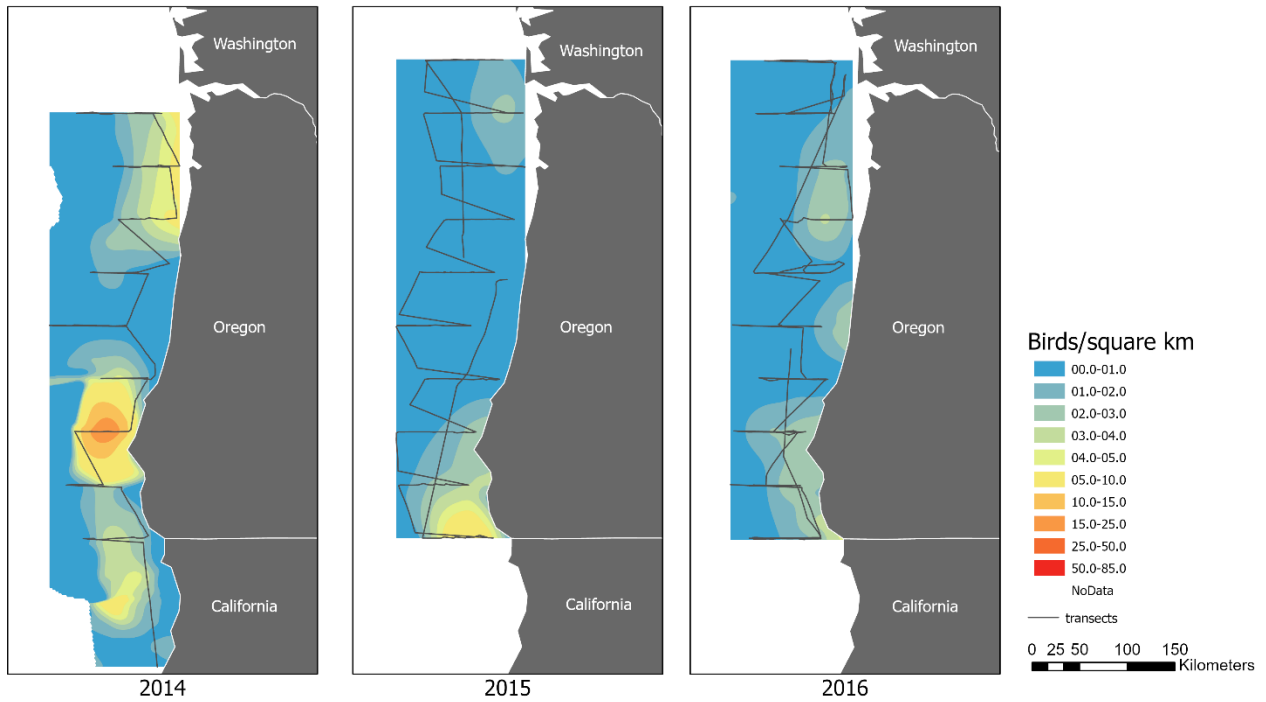 Washington
Oregon
California
2014
Washington
Oregon
California
2015
Washington
Oregon
California
2016
Birds/square km
00.0-01.0
01.0-02.0
02.0-03.0
03.0-04.0
04.0-05.0
05.0-10.0
10.0-15.0
15.0-25.0
25.0-50.0
50.0-85.0
NoData
transects
0 25 50 100 150
Kilometers